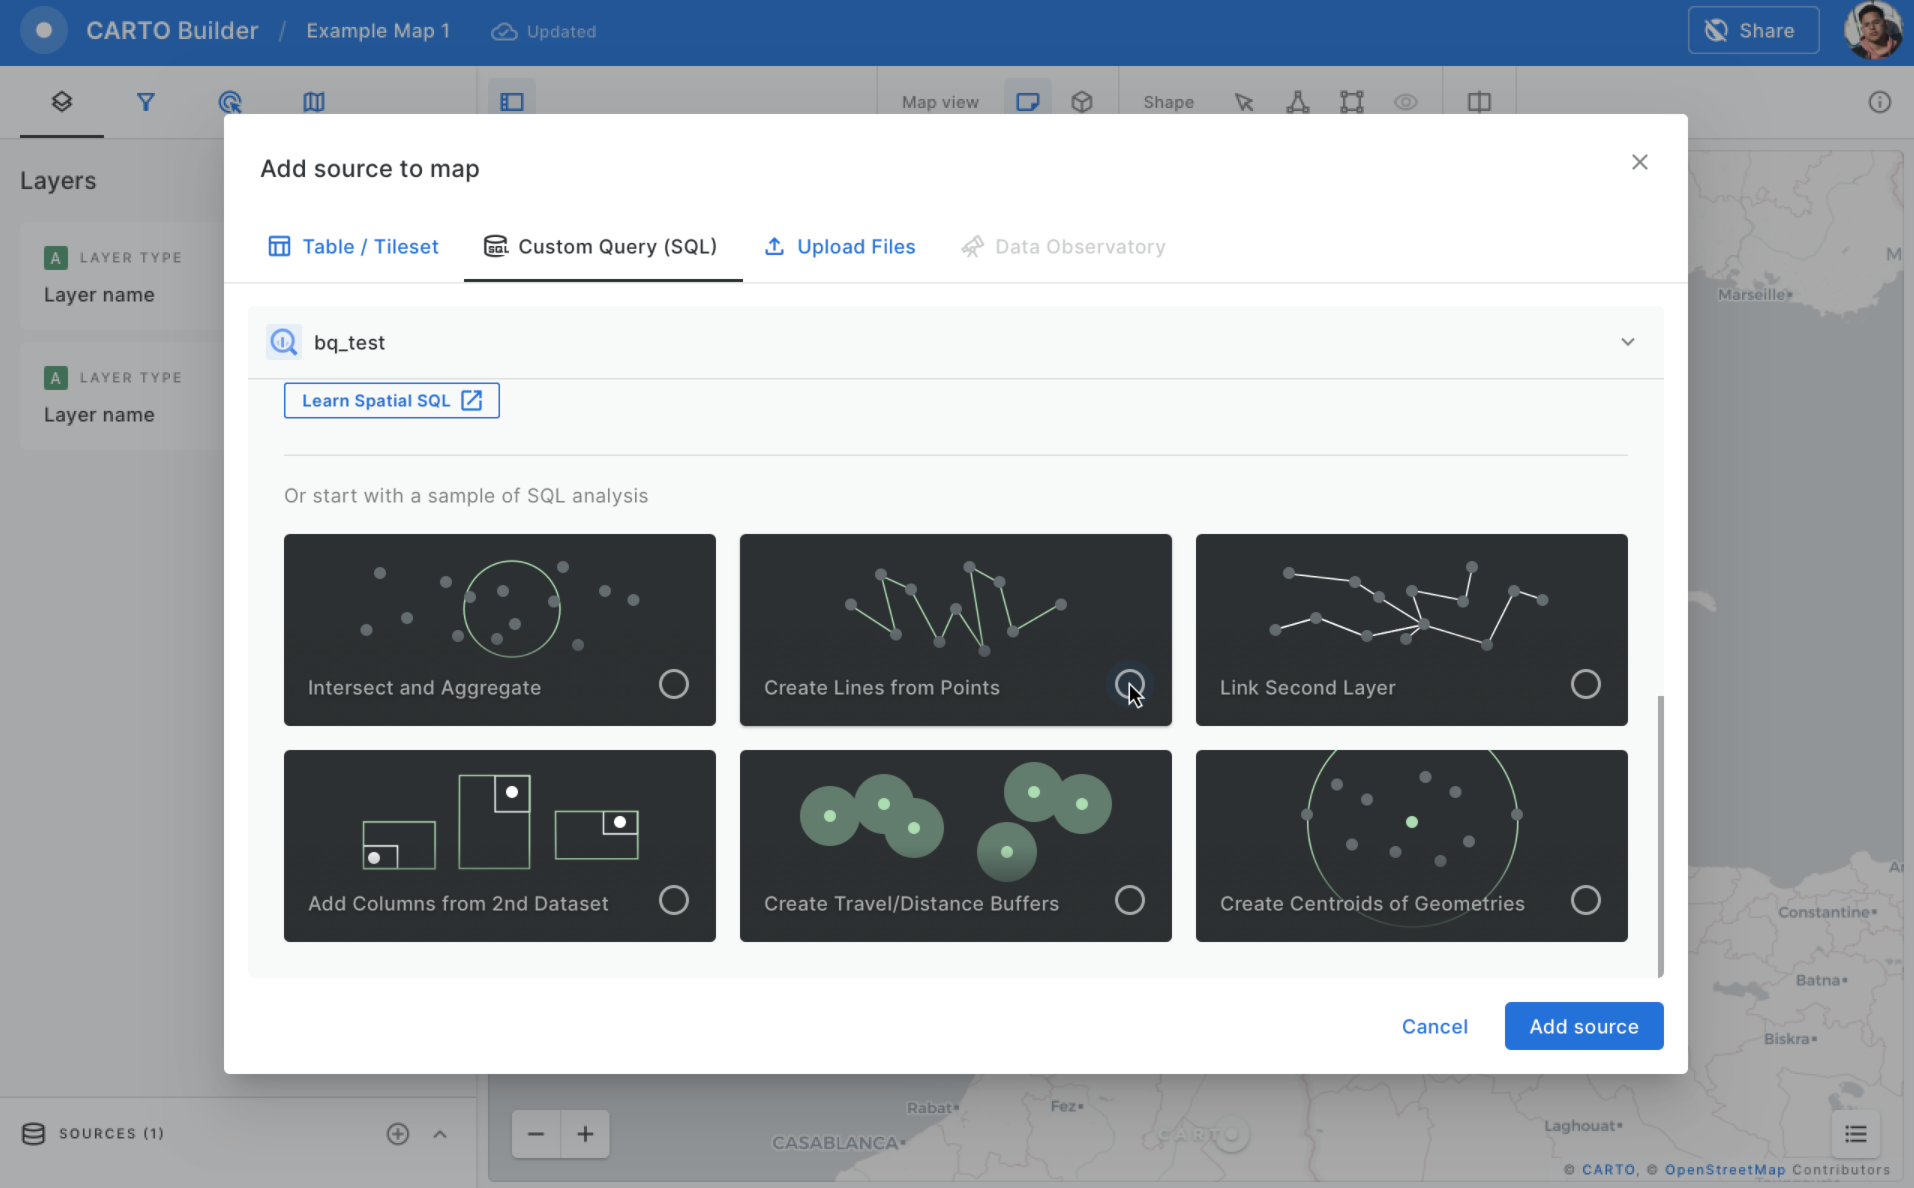 CARTO Builder / Example Map 1 Updated
Share
Map view
Shape
Layers
Add source to map
Table / Tileset
Custom Query (SQL)
Upload Files
Data Observatory
A LAYER TYPE
Layer name
A LAYER TYPE
Layer name
bq_test
Learn Spatial SQL
Or start with a sample of SQL analysis
Intersect and Aggregate
Create Lines from Points
Link Second Layer
Add Columns from 2nd Dataset
Create Travel/Distance Buffers
Create Centroids of Geometries
Cancel
Add source
SOURCES (1)
M
Marseille
Constantine
Batna
Biskra
Rabat
Fez
CASABLANCA
CARTO
Laghouat
© CARTO, © OpenStreetMap Contributors